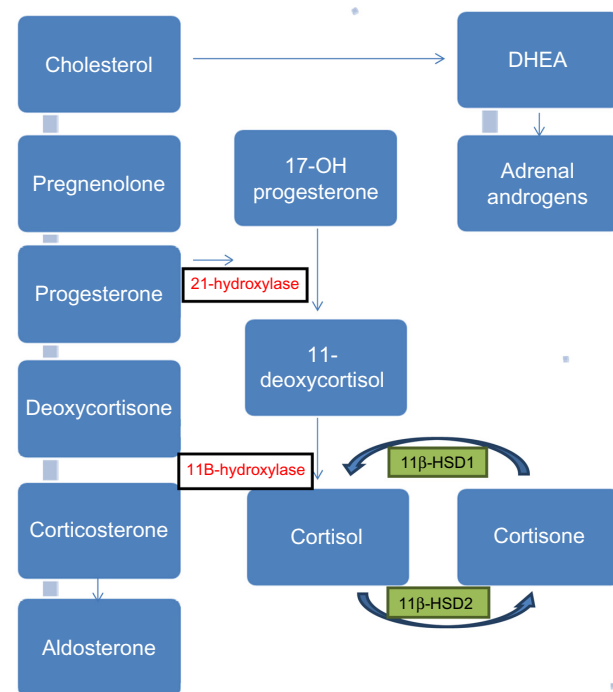 Cholesterol
DHEA
Pregnenolone
17-OH
progesterone
Adrenal
androgens
Progesterone
21-hydroxylase
11-
deoxycortisol
Deoxycortisone
11B-hydroxylase
11β-HSD1
Corticosterone
Cortisol
Cortisone
11β-HSD2
Aldosterone